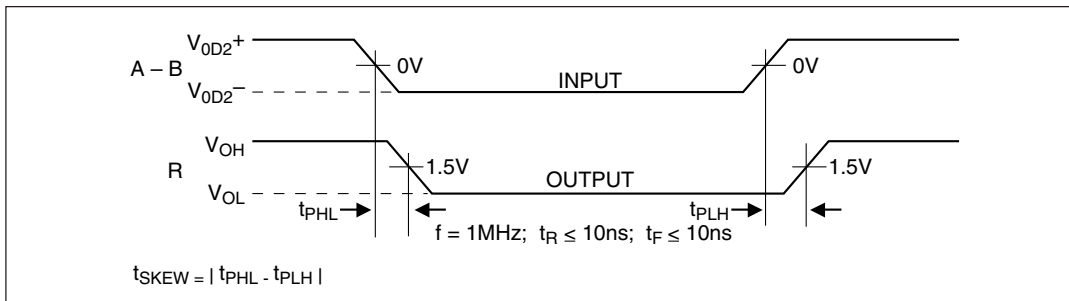 V0D2+
A – B
0V
0V
V0D2–
INPUT
VOH
R
1.5V
1.5V
VOL
OUTPUT
tPHL
tPLH
f = 1MHz; tR ≤ 10ns; tF ≤ 10ns
tSKEW = | tPHL - tPLH |